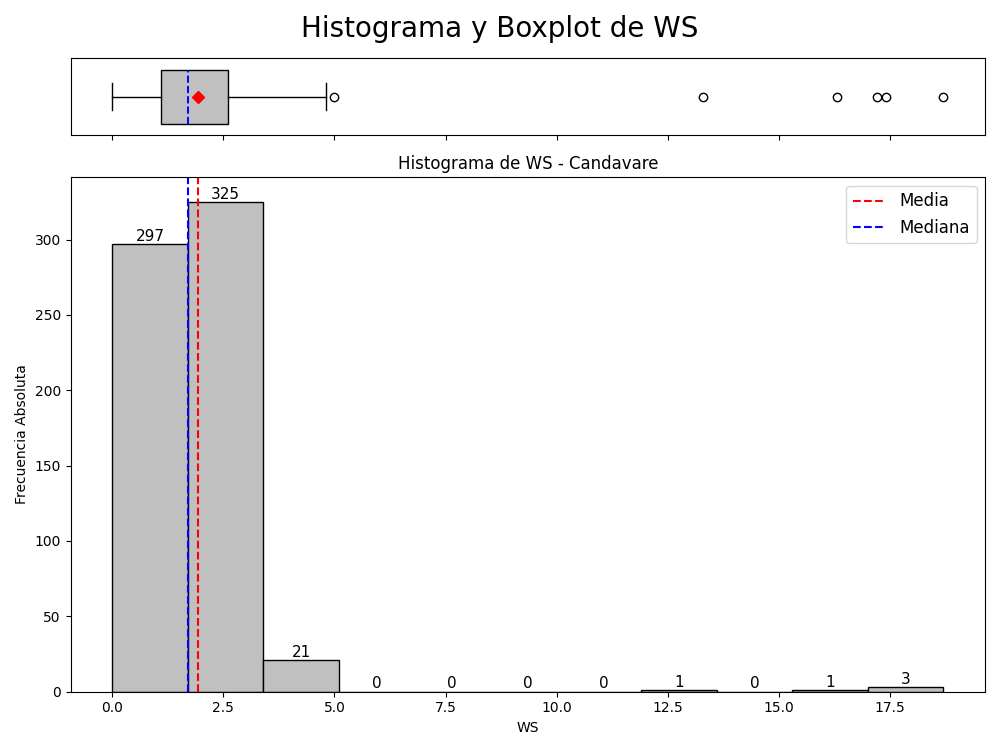 Histograma y Boxplot de WS
Histograma de WS - Candavare
Media
Mediana
Frecuencia Absoluta
300
250
200
150
100
50
0
297
325
21
0
0
0
0
1
0
1
3
0.0 2.5 5.0 7.5 10.0 12.5 15.0 17.5
WS